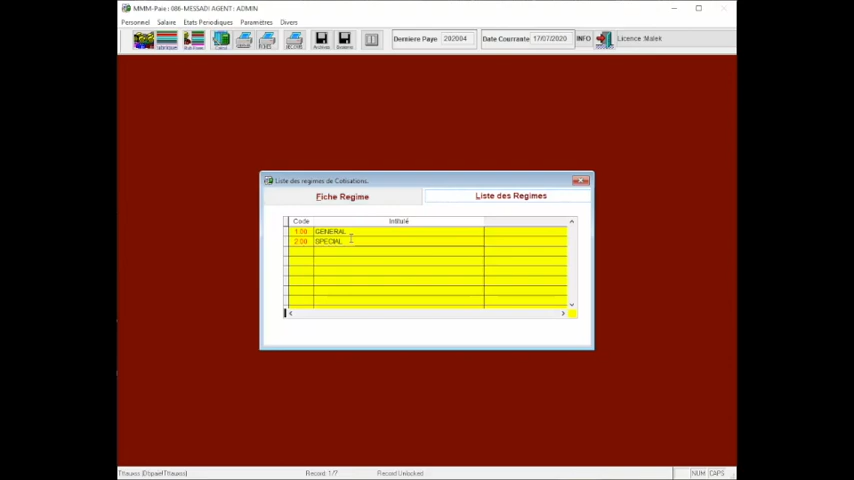 MMM-Paie : 086-MESSADI AGENT : ADMIN
Personnel Salaire Etats Periodiques Paramétres Divers
Derniere Paye 202004 Date Courrante 17/07/2020 INFO Licence :Malek
Liste des regimes de Cotisations.
Fiche Regime Liste des Regimes
Code Intitulé
1.00 GENERAL
2.00 SPECIAL
Record: 1/7 Record Unlocked NUM CAPS